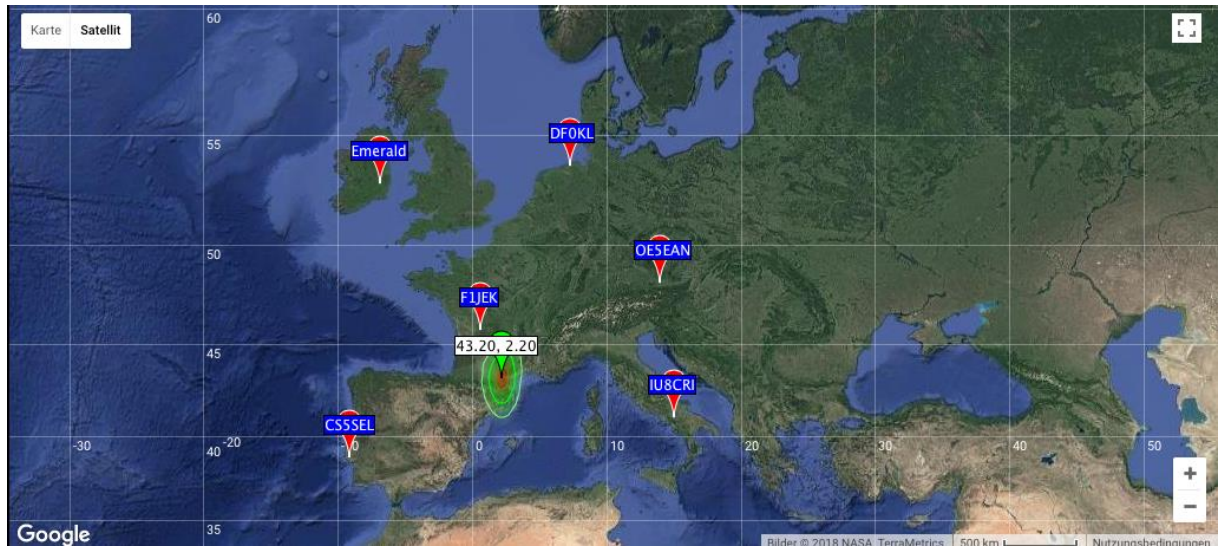 60
Karte Satellit
55
DF0KL
Emerald
50
OE5EAN
F1JEK
45
43.20, 2.20
IU8CRI
CS5SEL
40
-30 -20 -10 0 10 20 30 40 50
35
Google
Bilder © 2018 NASA, TerraMetrics 500 km Nutzungsbedingungen
+
−